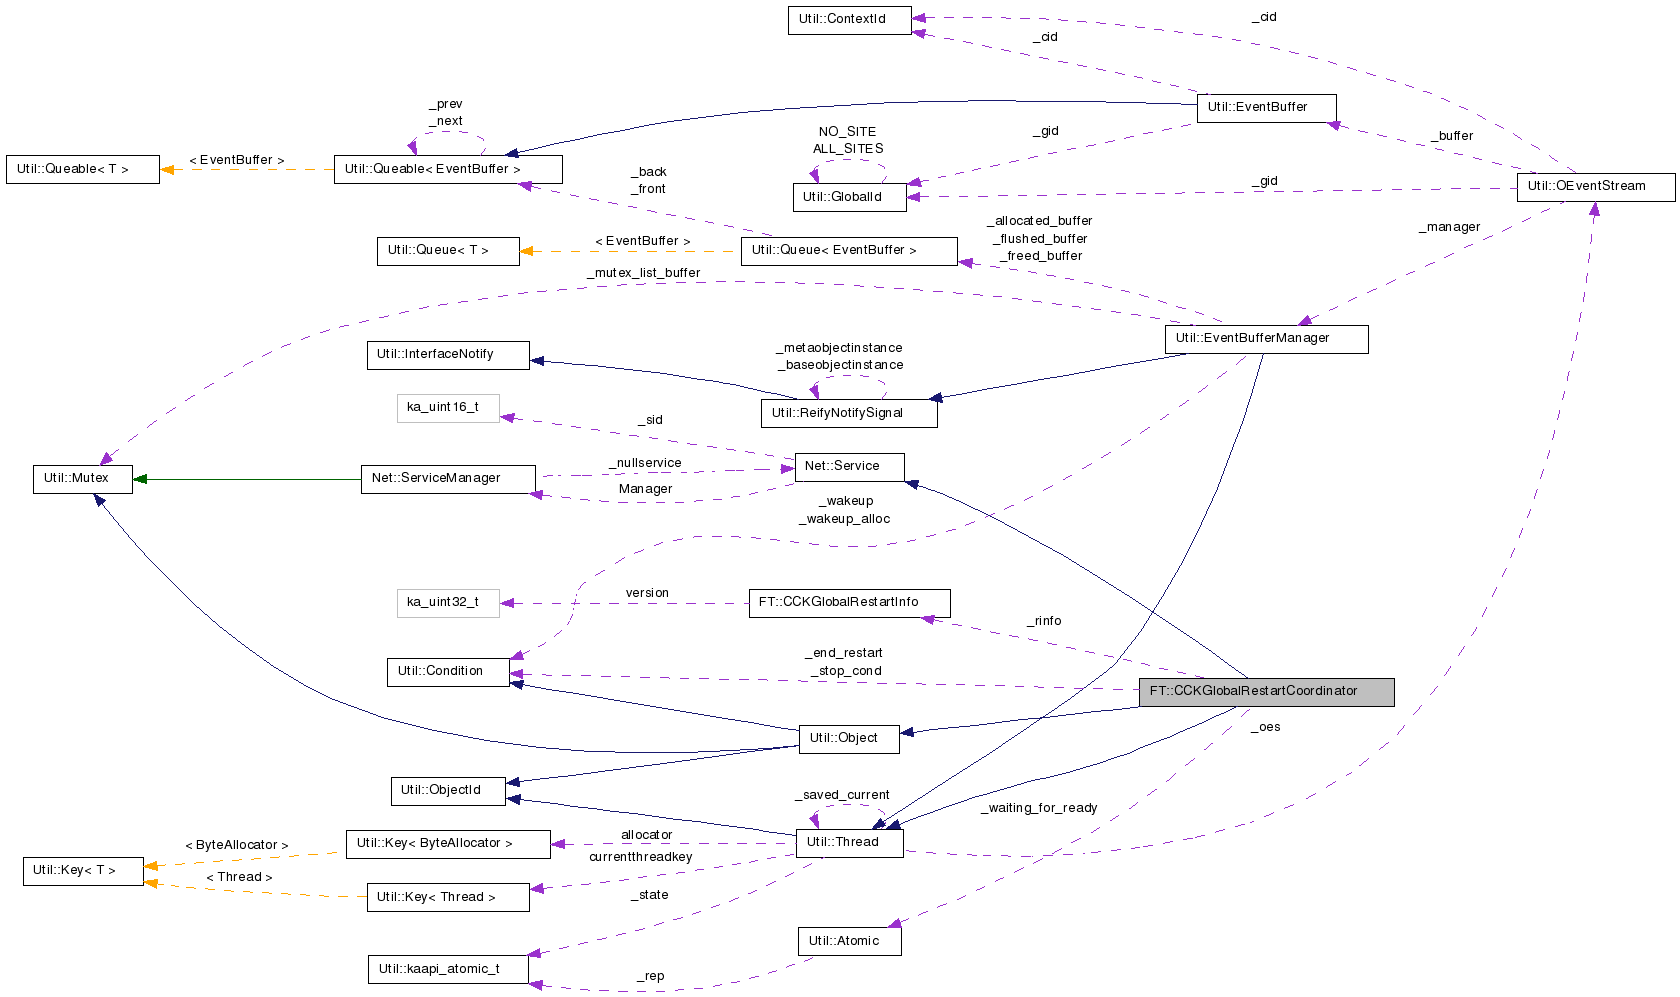 Util::ContextId
_cid
_cid
Util::EventBuffer
_prev
_next
NO_SITE
ALL_SITES
_gid
_buffer
Util::Queable< T >
< EventBuffer >
Util::Queable< EventBuffer >
_back
_front
Util::GlobalId
_gid
Util::OEventStream
Util::Queue< T >
< EventBuffer >
Util::Queue< EventBuffer >
_allocated_buffer
_flushed_buffer
_freed_buffer
_manager
_mutex_list_buffer
Util::EventBufferManager
Util::InterfaceNotify
_metaobjectinstance
_baseobjectinstance
ka_uint16_t
_sid
Util::ReifyNotifySignal
Util::Mutex
Net::ServiceManager
_nullservice
Manager
Net::Service
_wakeup
_wakeup_alloc
ka_uint32_t
version
FT::CCKGlobalRestartInfo
_rinfo
Util::Condition
_end_restart
_stop_cond
FT::CCKGlobalRestartCoordinator
Util::Object
_oes
Util::ObjectId
_saved_current
_waiting_for_ready
Util::Key< T >
< ByteAllocator >
< Thread >
Util::Key< ByteAllocator >
allocator
currentthreadkey
Util::Thread
Util::Key< Thread >
_state
Util::Atomic
Util::kaapi_atomic_t
_rep